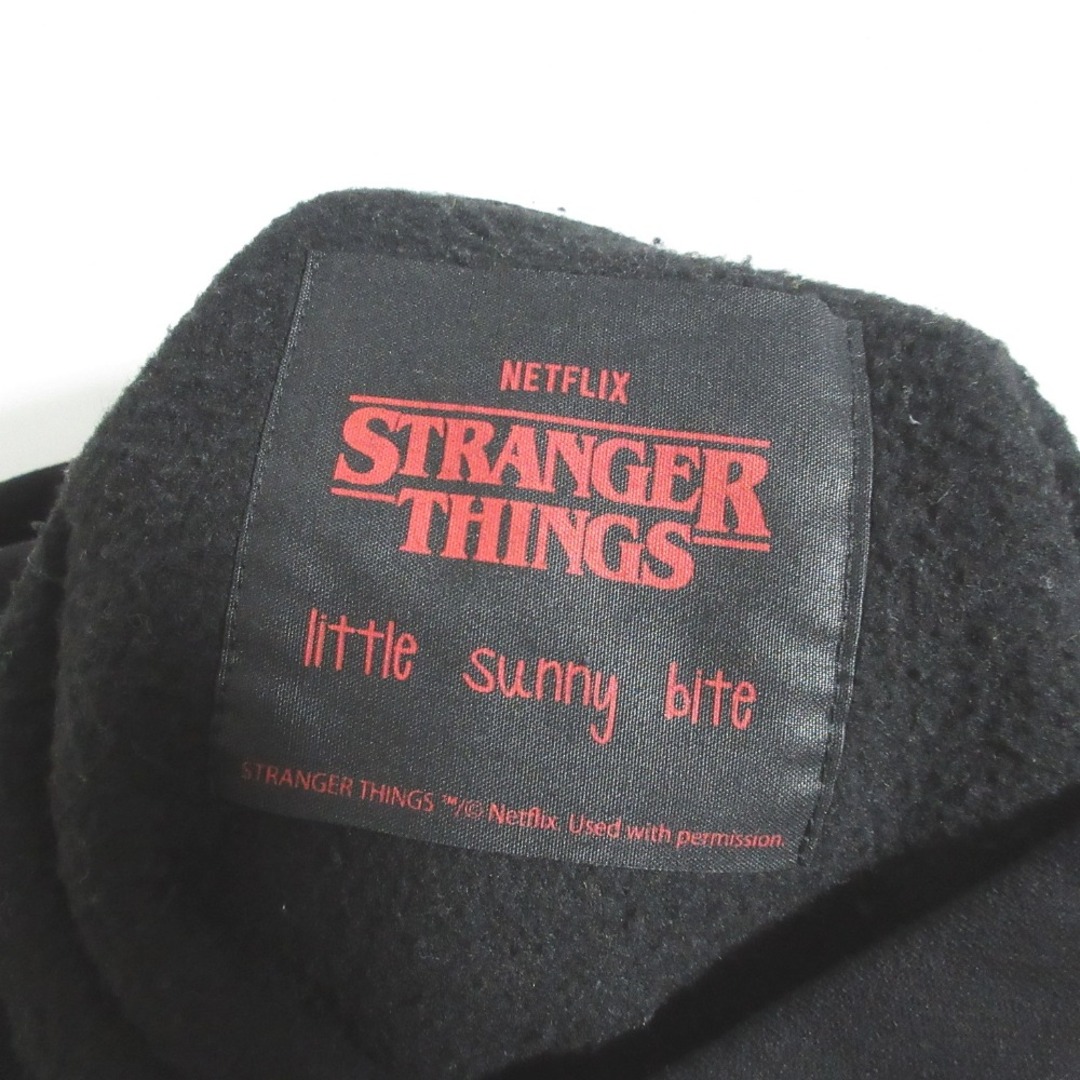 NETFLIX
STRANGER
THINGS
little sunny bite
STRANGER THINGS ™/© Netflix. Used with permission.